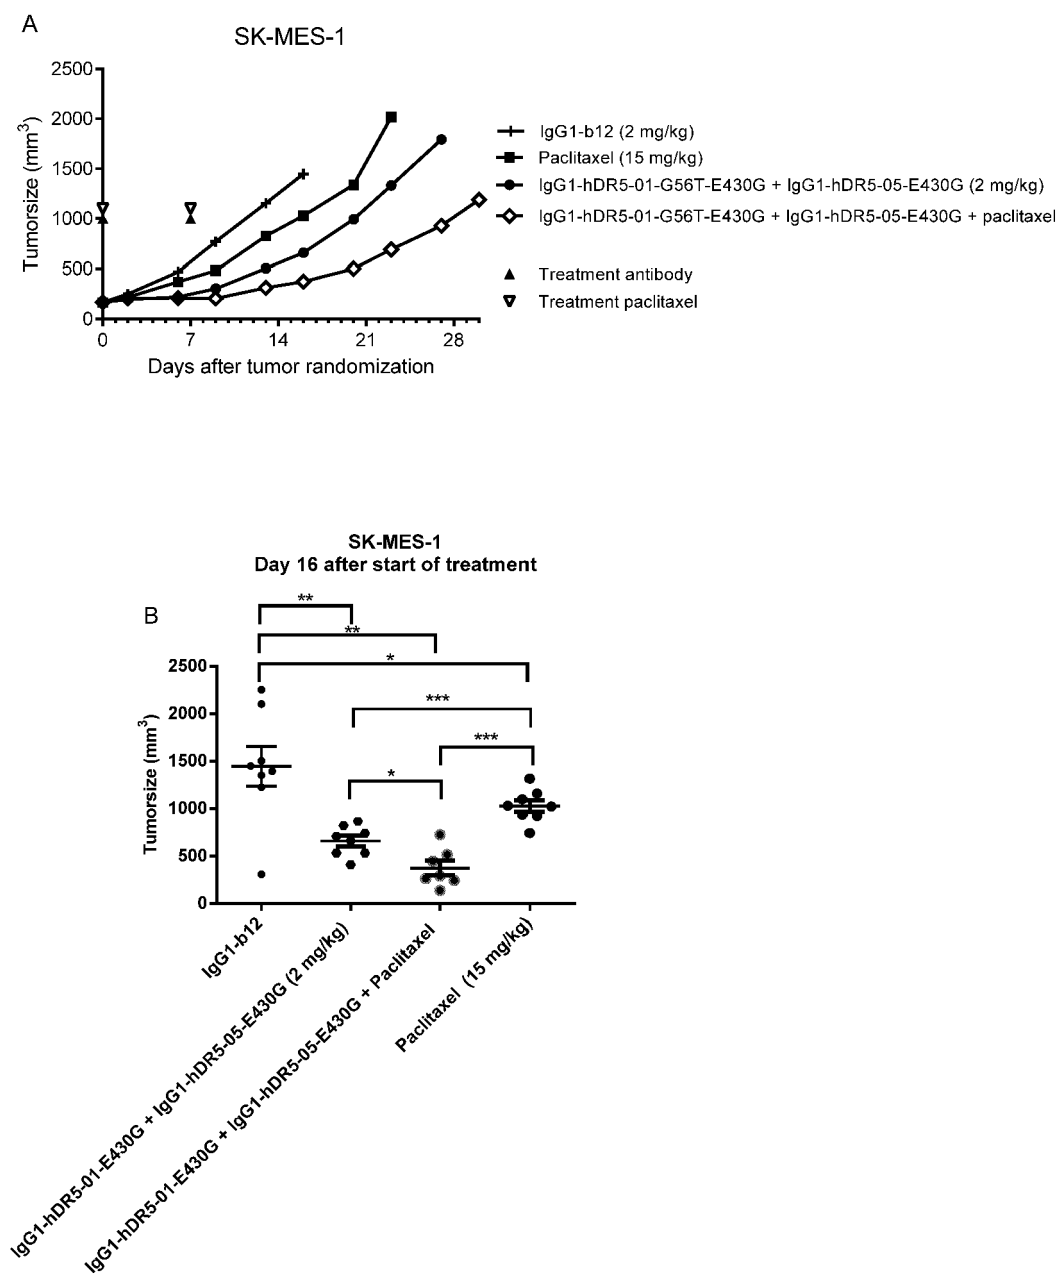 A
SK-MES-1
2500
2000
1500
1000
500
0
Tumorsize (mm3)
0 7 14 21 28
Days after tumor randomization
IgG1-b12 (2 mg/kg)
Paclitaxel (15 mg/kg)
IgG1-hDR5-01-G56T-E430G + IgG1-hDR5-05-E430G (2 mg/kg)
IgG1-hDR5-01-G56T-E430G + IgG1-hDR5-05-E430G + paclitaxel
Treatment antibody
Treatment paclitaxel
SK-MES-1
Day 16 after start of treatment
B
**
**
*
***
***
*
2500
2000
1500
1000
500
0
Tumorsize (mm3)
IgG1-b12
IgG1-hDR5-01-E430G + IgG1-hDR5-05-E430G (2 mg/kg)
IgG1-hDR5-01-E430G + IgG1-hDR5-05-E430G + Paclitaxel
Paclitaxel (15 mg/kg)